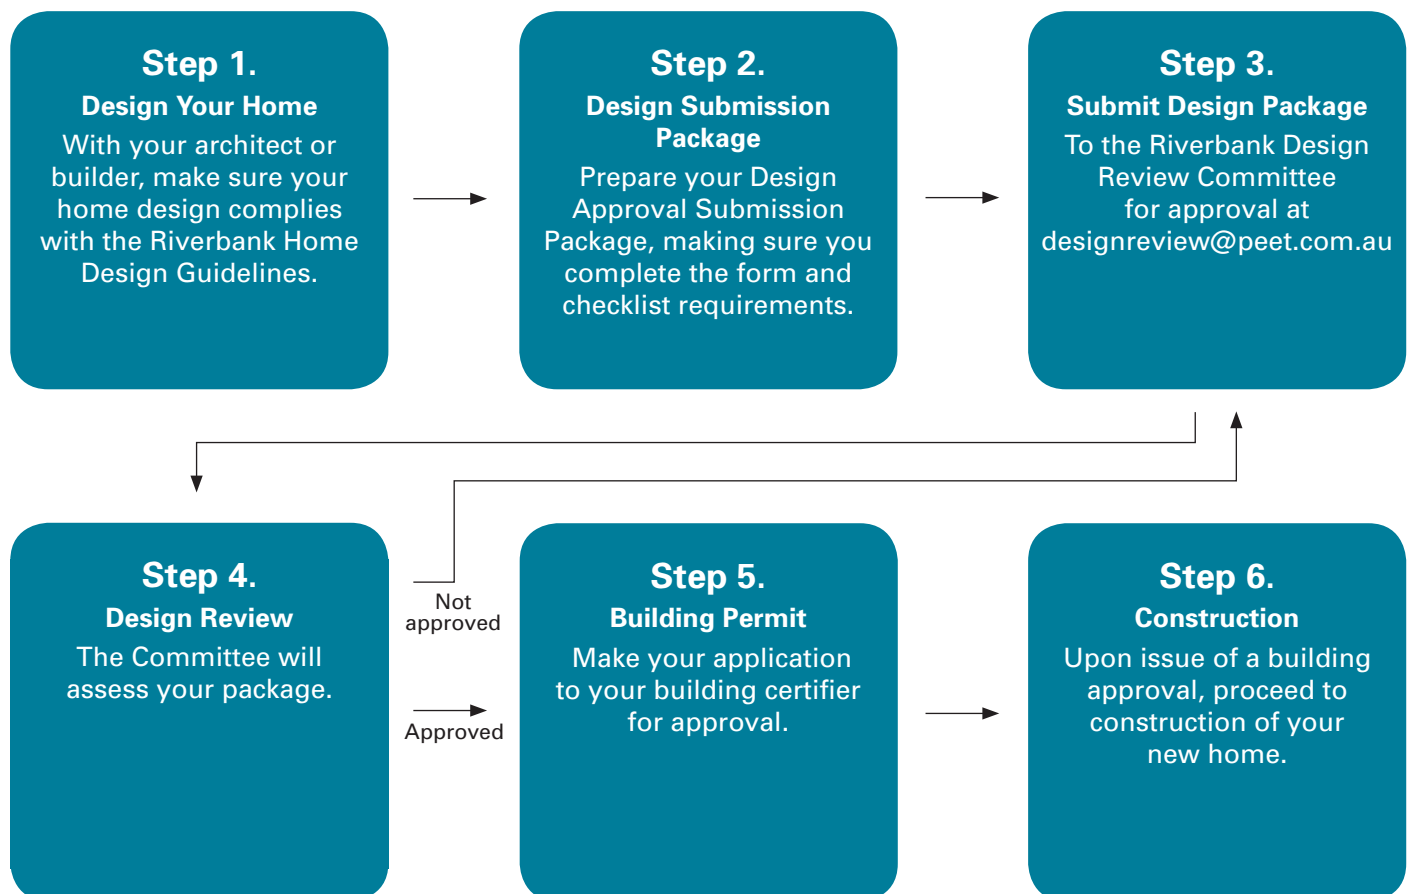 Step 1.
Design Your Home
With your architect or
builder, make sure your
home design complies
with the Riverbank Home
Design Guidelines.
Step 2.
Design Submission
Package
Prepare your Design
Approval Submission
Package, making sure you
complete the form and
checklist requirements.
Step 3.
Submit Design Package
To the Riverbank Design
Review Committee
for approval at
designreview@peet.com.au
Step 4.
Design Review
The Committee will
assess your package.
Not
approved
Approved
Step 5.
Building Permit
Make your application
to your building certifier
for approval.
Step 6.
Construction
Upon issue of a building
approval, proceed to
construction of your
new home.